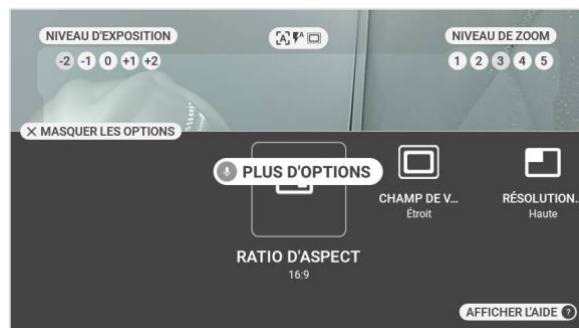 NIVEAU D'EXPOSITION
NIVEAU DE ZOOM
-2 -1 0 +1 +2
1 2 3 4 5
× MASQUER LES OPTIONS
PLUS D'OPTIONS
CHAMP DE V...
Étroit
RÉSOLUTION...
Haute
RATIO D'ASPECT
16:9
AFFICHER L'AIDE ?